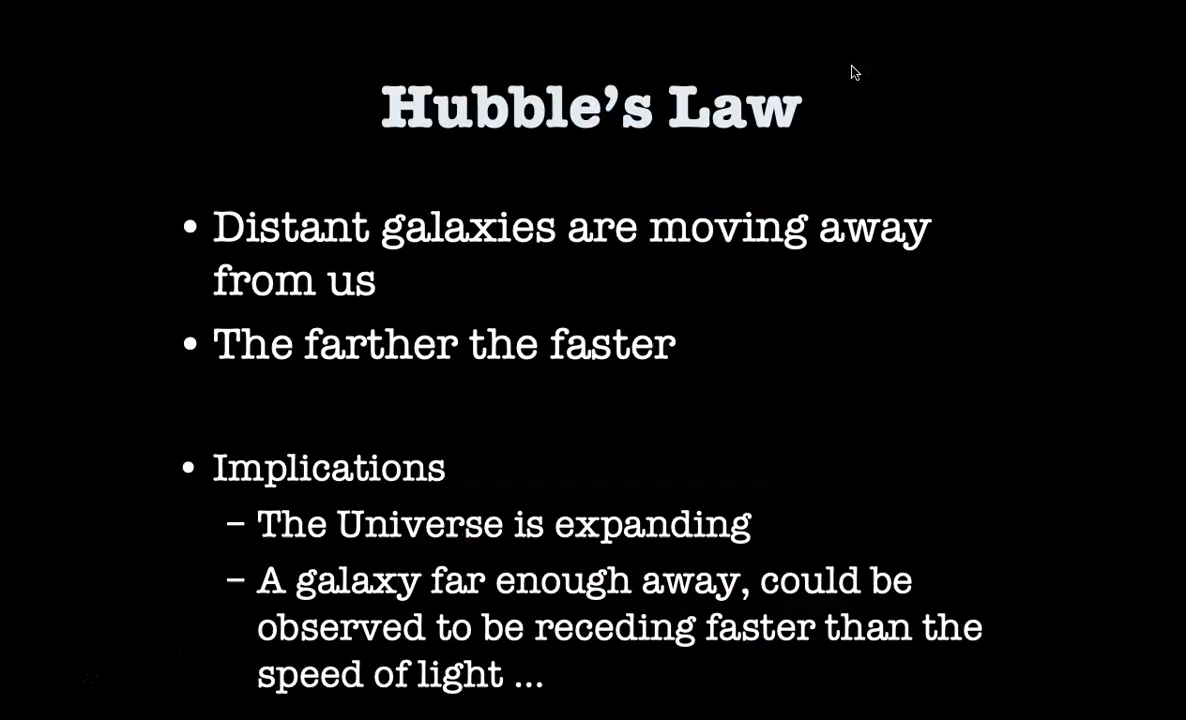 Hubble’s Law
• Distant galaxies are moving away
from us
• The farther the faster
• Implications
– The Universe is expanding
– A galaxy far enough away, could be
observed to be receding faster than the
speed of light ...